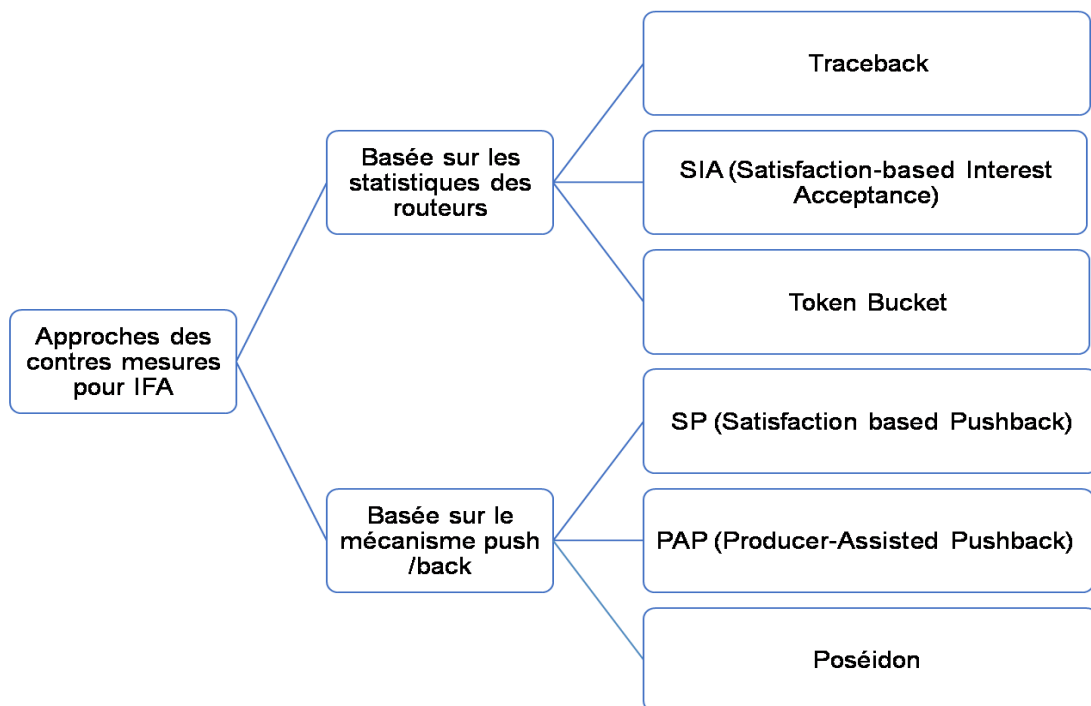 Approches des
contres mesures
pour IFA
Basée sur les
statistiques des
routeurs
Traceback
SIA (Satisfaction-based Interest
Acceptance)
Token Bucket
Basée sur le
mécanisme push
/back
SP (Satisfaction based Pushback)
PAP (Producer-Assisted Pushback)
Poséidon